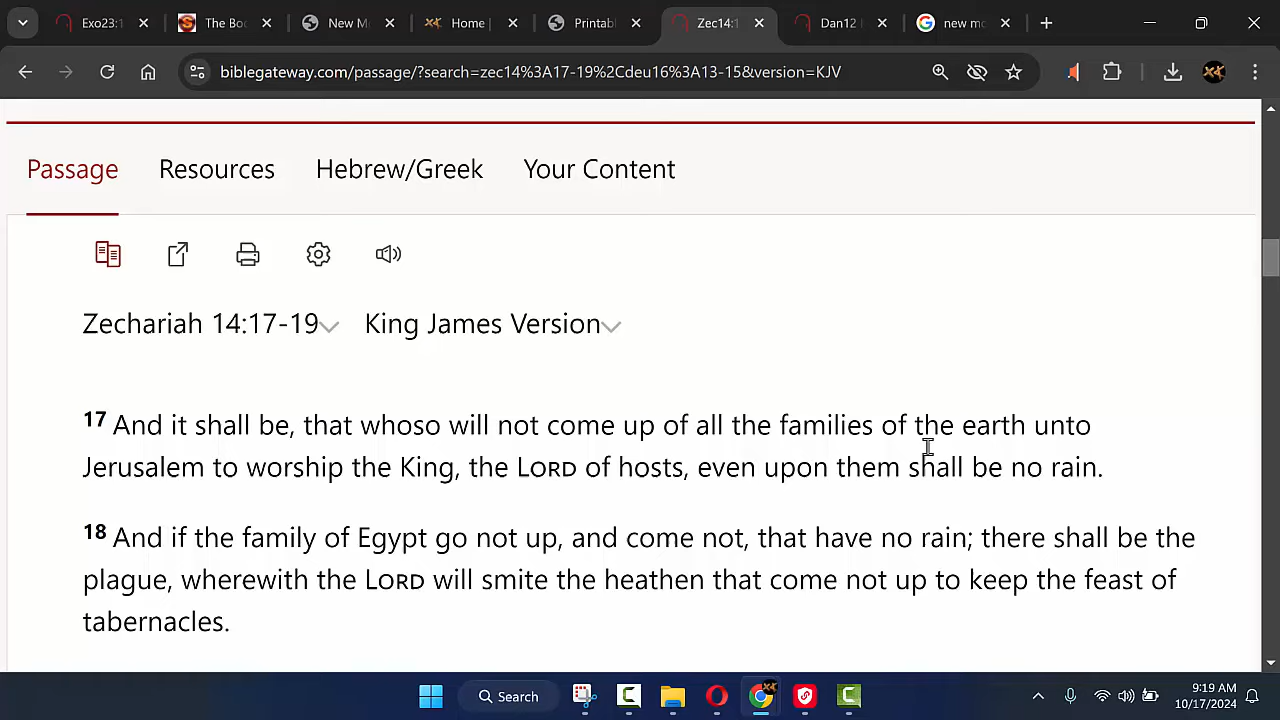 Exo23:1
The Boo
New Mo
Home
Printabl
Zec14:1
Dan12
new mo
biblegateway.com/passage/?search=zec14%3A17-19%2Cdeu16%3A13-15&version=KJV
Passage Resources Hebrew/Greek Your Content
Zechariah 14:17-19 King James Version
17 And it shall be, that whoso will not come up of all the families of the earth unto
Jerusalem to worship the King, the LORD of hosts, even upon them shall be no rain.
18 And if the family of Egypt go not up, and come not, that have no rain; there shall be the
plague, wherewith the LORD will smite the heathen that come not up to keep the feast of
tabernacles.
Search
9:19 AM
10/17/2024